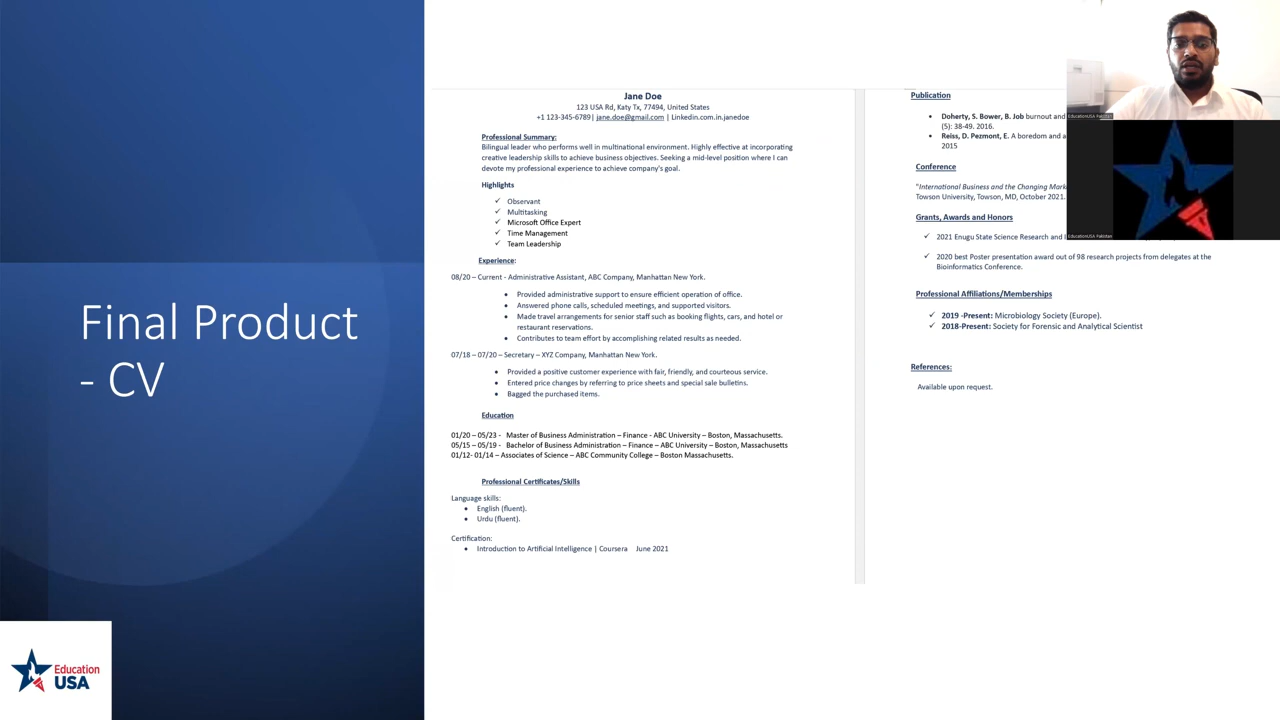 Final Product
- CV
Education
USA
Jane Doe
123 USA Rd, Katy Tx, 77494, United States
+1 123-345-6789| jane.doe@gmail.com | Linkedin.com.in.janedoe
Professional Summary:
Bilingual leader who performs well in multinational environment. Highly effective at incorporating
creative leadership skills to achieve business objectives. Seeking a mid-level position where I can
devote my professional experience to achieve company's goal.
Highlights
✓ Observant
✓ Multitasking
✓ Microsoft Office Expert
✓ Time Management
✓ Team Leadership
Experience:
08/20 – Current - Administrative Assistant, ABC Company, Manhattan New York.
• Provided administrative support to ensure efficient operation of office.
• Answered phone calls, scheduled meetings, and supported visitors.
• Made travel arrangements for senior staff such as booking flights, cars, and hotel or
restaurant reservations.
• Contributes to team effort by accomplishing related results as needed.
07/18 – 07/20 – Secretary – XYZ Company, Manhattan New York.
• Provided a positive customer experience with fair, friendly, and courteous service.
• Entered price changes by referring to price sheets and special sale bulletins.
• Bagged the purchased items.
Education
01/20 – 05/23 - Master of Business Administration – Finance - ABC University – Boston, Massachusetts.
05/15 – 05/19 - Bachelor of Business Administration – Finance – ABC University – Boston, Massachusetts
01/12- 01/14 – Associates of Science – ABC Community College – Boston Massachusetts.
Professional Certificates/Skills
Language skills:
• English (fluent).
• Urdu (fluent).
Certification:
• Introduction to Artificial Intelligence | Coursera June 2021
Publication
• Doherty, S. Bower, B. Job burnout and
(5): 38-49. 2016.
• Reiss, D. Pezmont, E. A boredom and a
2015
Conference
"International Business and the Changing Mark
Towson University, Towson, MD, October 2021.
Grants, Awards and Honors
✓ 2021 Enugu State Science Research and
✓ 2020 best Poster presentation award out of 98 research projects from delegates at the
Bioinformatics Conference.
Professional Affiliations/Memberships
✓ 2019 -Present: Microbiology Society (Europe).
✓ 2018-Present: Society for Forensic and Analytical Scientist
References:
Available upon request.
EducationUSA
EducationUSA Pakistan